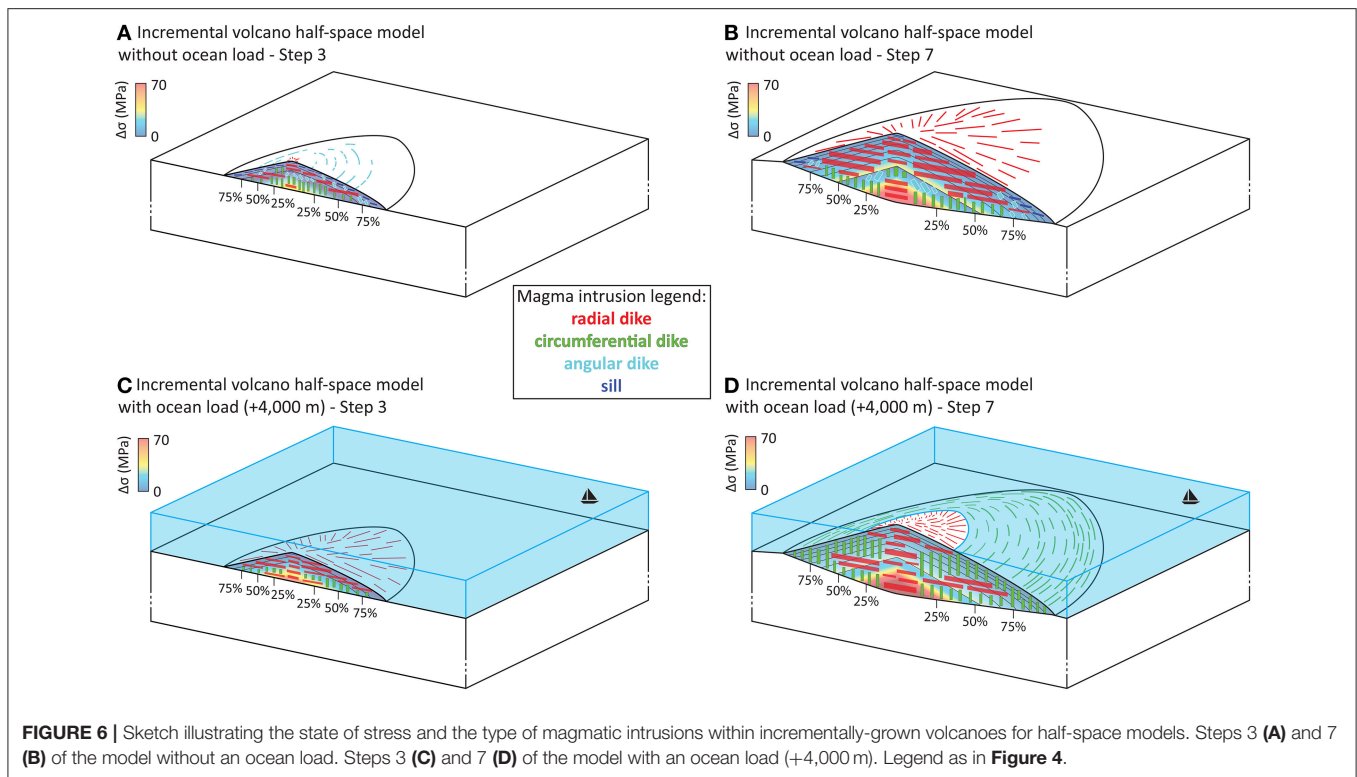 A Incremental volcano half-space model
without ocean load - Step 3
Δσ (MPa)
70
0
75%
50%
25%
25%
50%
75%
B Incremental volcano half-space model
without ocean load - Step 7
Δσ (MPa)
70
0
75%
50%
25%
25%
50%
75%
Magma intrusion legend:
radial dike
circumferential dike
angular dike
sill
C Incremental volcano half-space model
with ocean load (+4,000 m) - Step 3
Δσ (MPa)
70
0
75%
50%
25%
25%
50%
75%
D Incremental volcano half-space model
with ocean load (+4,000 m) - Step 7
Δσ (MPa)
70
0
75%
50%
25%
25%
50%
75%
FIGURE 6 | Sketch illustrating the state of stress and the type of magmatic intrusions within incrementally-grown volcanoes for half-space models. Steps 3 (A) and 7
(B) of the model without an ocean load. Steps 3 (C) and 7 (D) of the model with an ocean load (+4,000 m). Legend as in Figure 4.